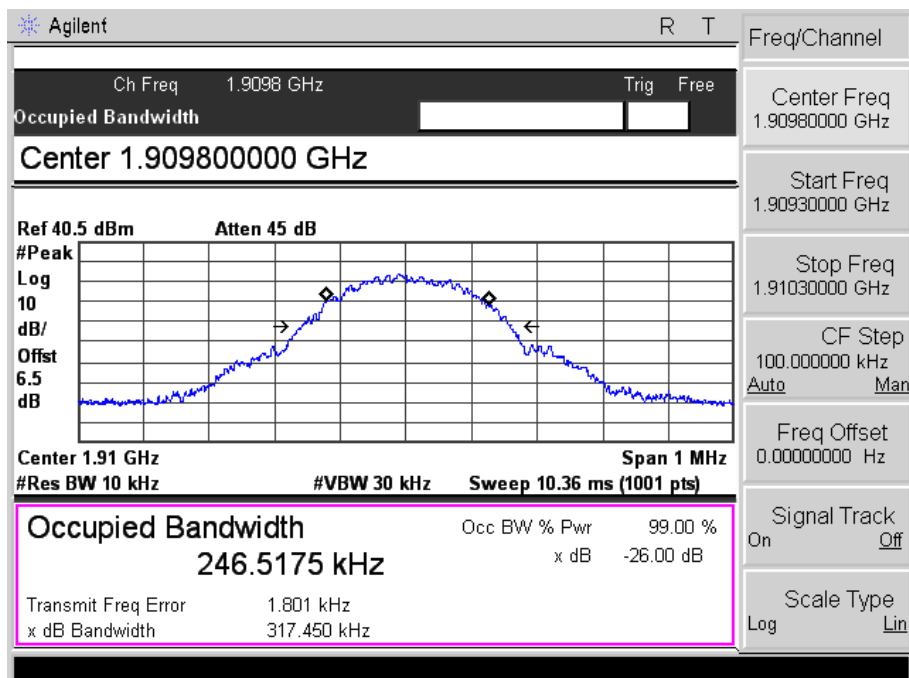 Agilent R T
Ch Freq 1.9098 GHz Trig Free
Occupied Bandwidth
Center 1.909800000 GHz
Ref 40.5 dBm Atten 45 dB
#Peak
Log
10
dB/
Offst
6.5
dB
Center 1.91 GHz Span 1 MHz
#Res BW 10 kHz #VBW 30 kHz Sweep 10.36 ms (1001 pts)
Occupied Bandwidth Occ BW % Pwr 99.00 %
246.5175 kHz x dB -26.00 dB
Transmit Freq Error 1.801 kHz
x dB Bandwidth 317.450 kHz
Freq/Channel
Center Freq
1.90980000 GHz
Start Freq
1.90930000 GHz
Stop Freq
1.91030000 GHz
CF Step
100.000000 kHz
Auto Man
Freq Offset
0.00000000 Hz
Signal Track
On Off
Scale Type
Log Lin